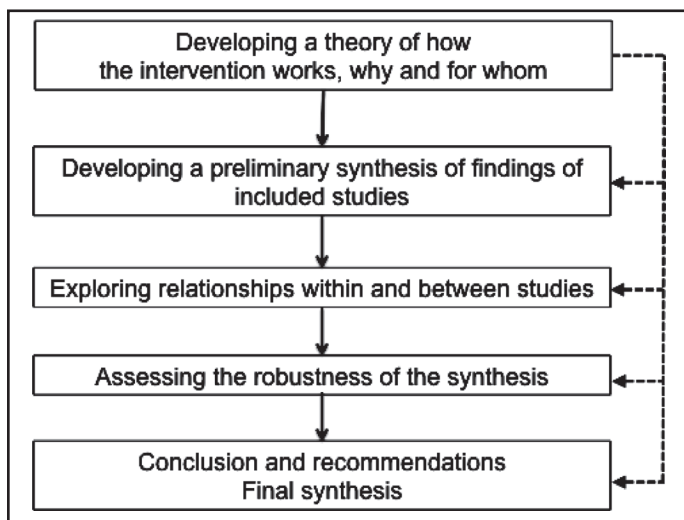 Developing a theory of how
the intervention works, why and for whom
Developing a preliminary synthesis of findings of
included studies
Exploring relationships within and between studies
Assessing the robustness of the synthesis
Conclusion and recommendations
Final synthesis